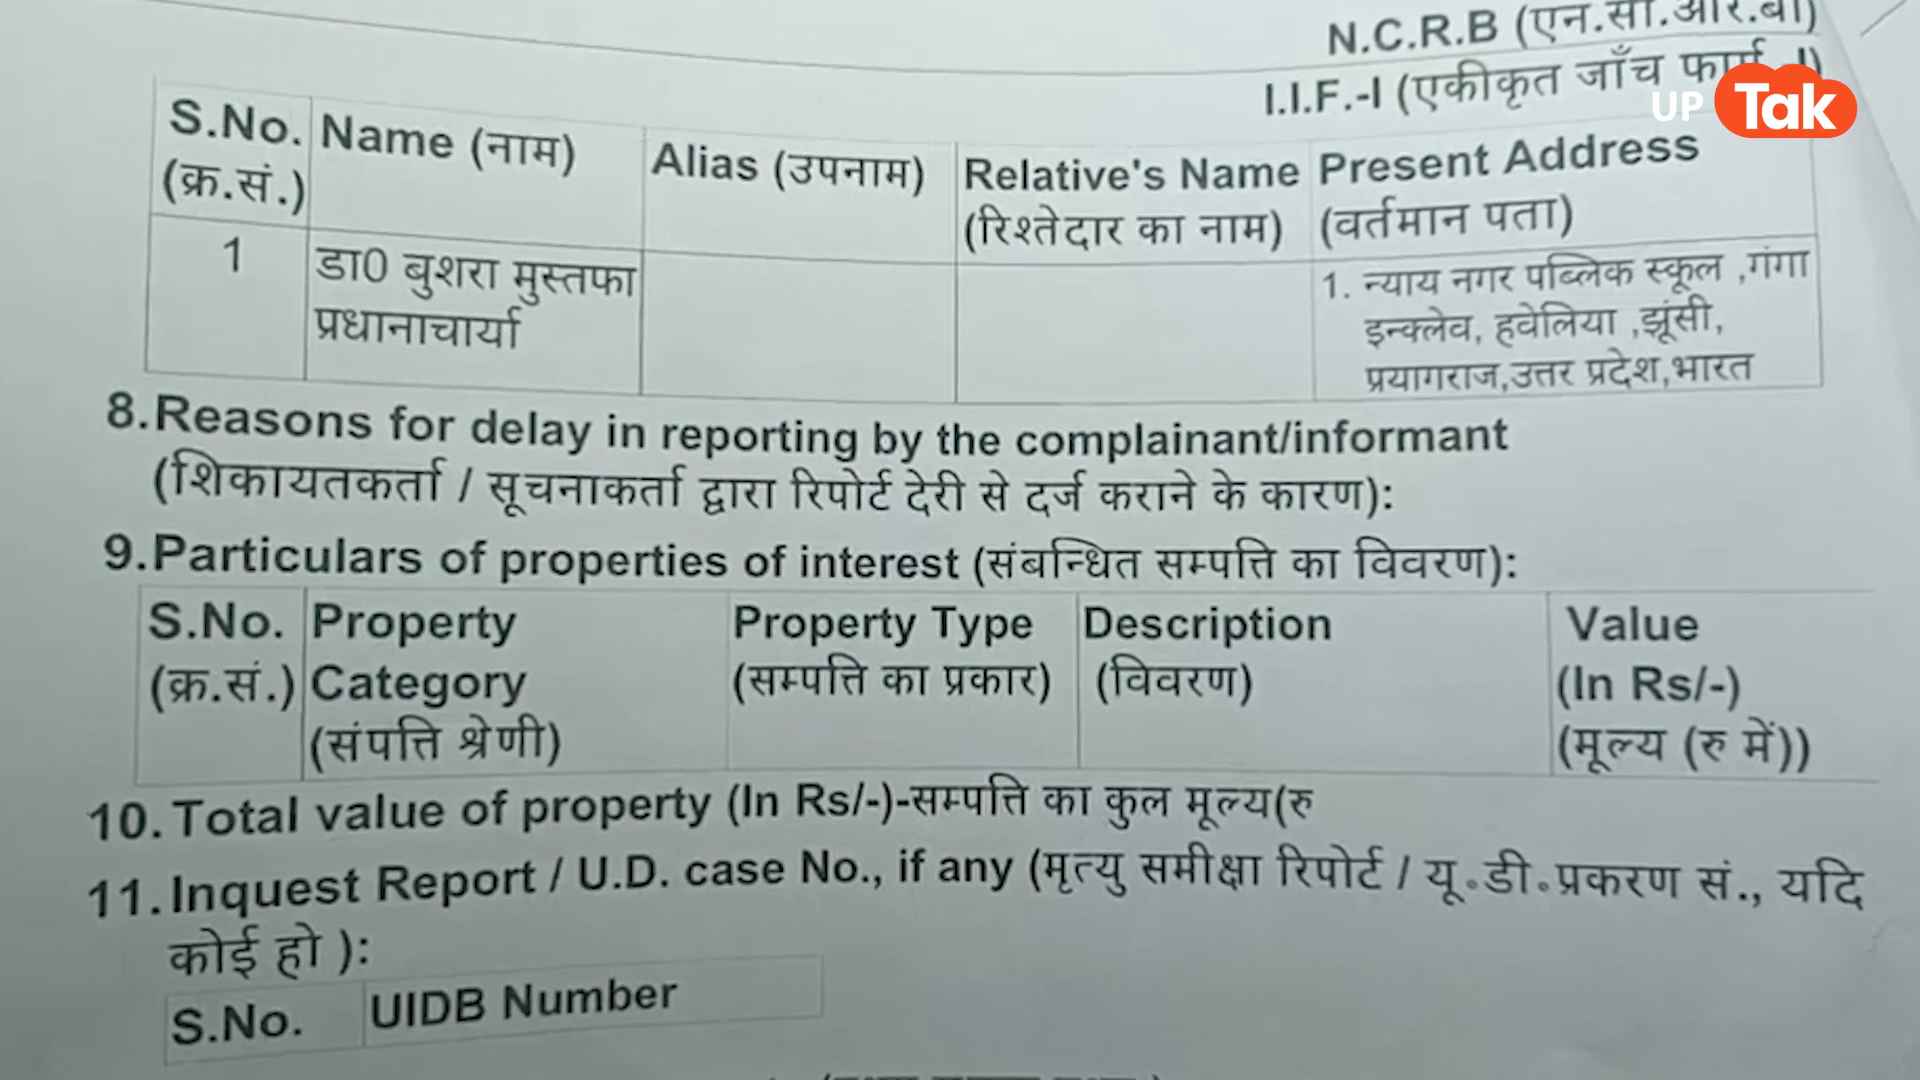 N.C.R.B (एन.सी.आर.बी)
I.I.F.-I (एकीकृत जाँच फार्म -I)
UP Tak
S.No. (क्र.सं.) Name (नाम) Alias (उपनाम) Relative's Name (रिश्तेदार का नाम) Present Address (वर्तमान पता)
1 डा0 बुशरा मुस्तफा प्रधानाचार्या 1. न्याय नगर पब्लिक स्कूल ,गंगा
इन्क्लेव, हवेलिया ,झूंसी,
प्रयागराज,उत्तर प्रदेश,भारत
8.Reasons for delay in reporting by the complainant/informant
(शिकायतकर्ता / सूचनाकर्ता द्वारा रिपोर्ट देरी से दर्ज कराने के कारण):
9.Particulars of properties of interest (संबन्धित सम्पत्ति का विवरण):
S.No. Property Property Type Description Value
(क्र.सं.) Category (सम्पत्ति का प्रकार) (विवरण) (In Rs/-)
(संपत्ति श्रेणी) (मूल्य (रु में))
10. Total value of property (In Rs/-)-सम्पत्ति का कुल मूल्य(रु
11. Inquest Report / U.D. case No., if any (मृत्यु समीक्षा रिपोर्ट / यू.डी.प्रकरण सं., यदि
कोई हो ):
S.No. UIDB Number